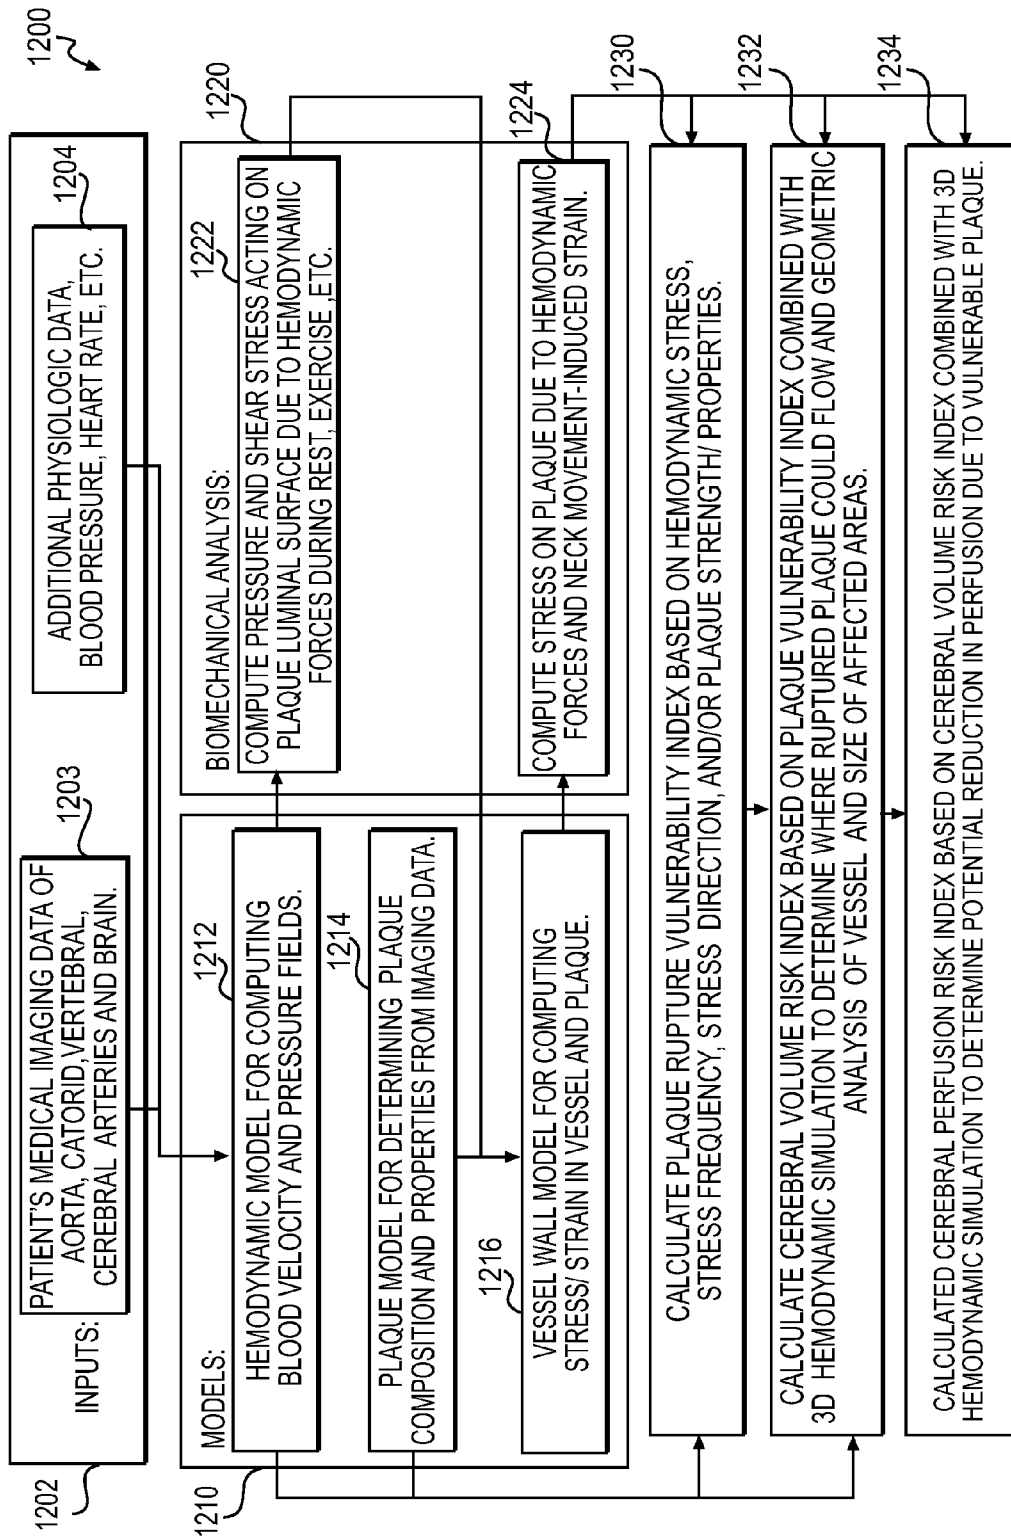 1200
1202
INPUTS:
1203
PATIENT'S MEDICAL IMAGING DATA OF
AORTA, CATORID,VERTEBRAL,
CEREBRAL ARTERIES AND BRAIN.
1204
ADDITIONAL PHYSIOLOGIC DATA,
BLOOD PRESSURE, HEART RATE, ETC.
1210
MODELS:
1212
HEMODYNAMIC MODEL FOR COMPUTING
BLOOD VELOCITY AND PRESSURE FIELDS.
1214
PLAQUE MODEL FOR DETERMINING PLAQUE
COMPOSITION AND PROPERTIES FROM IMAGING DATA.
1216
VESSEL WALL MODEL FOR COMPUTING
STRESS/ STRAIN IN VESSEL AND PLAQUE.
1220
BIOMECHANICAL ANALYSIS:
1222
COMPUTE PRESSURE AND SHEAR STRESS ACTING ON
PLAQUE LUMINAL SURFACE DUE TO HEMODYNAMIC
FORCES DURING REST, EXERCISE ,ETC.
1224
COMPUTE STRESS ON PLAQUE DUE TO HEMODYNAMIC
FORCES AND NECK MOVEMENT-INDUCED STRAIN.
1230
CALCULATE PLAQUE RUPTURE VULNERABILITY INDEX BASED ON HEMODYNAMIC STRESS,
STRESS FREQUENCY, STRESS DIRECTION, AND/OR PLAQUE STRENGTH/ PROPERTIES.
1232
CALCULATE CEREBRAL VOLUME RISK INDEX BASED ON PLAQUE VULNERABILITY INDEX COMBINED WITH
3D HEMODYNAMIC SIMULATION TO DETERMINE WHERE RUPTURED PLAQUE COULD FLOW AND GEOMETRIC
ANALYSIS OF VESSEL AND SIZE OF AFFECTED AREAS.
1234
CALCULATED CEREBRAL PERFUSION RISK INDEX BASED ON CEREBRAL VOLUME RISK INDEX COMBINED WITH 3D
HEMODYNAMIC SIMULATION TO DETERMINE POTENTIAL REDUCTION IN PERFUSION DUE TO VULNERABLE PLAQUE.